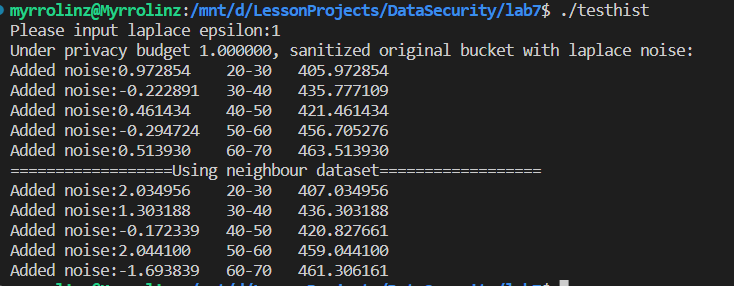 myrrolinz@Myrrolinz:/mnt/d/LessonProjects/DataSecurity/lab7$ ./testhist
Please input laplace epsilon:1
Under privacy budget 1.000000, sanitized original bucket with laplace noise:
Added noise:0.972854 20-30 405.972854
Added noise:-0.222891 30-40 435.777109
Added noise:0.461434 40-50 421.461434
Added noise:-0.294724 50-60 456.705276
Added noise:0.513930 60-70 463.513930
==================Using neighbour dataset==================
Added noise:2.034956 20-30 407.034956
Added noise:1.303188 30-40 436.303188
Added noise:-0.172339 40-50 420.827661
Added noise:2.044100 50-60 459.044100
Added noise:-1.693839 60-70 461.306161